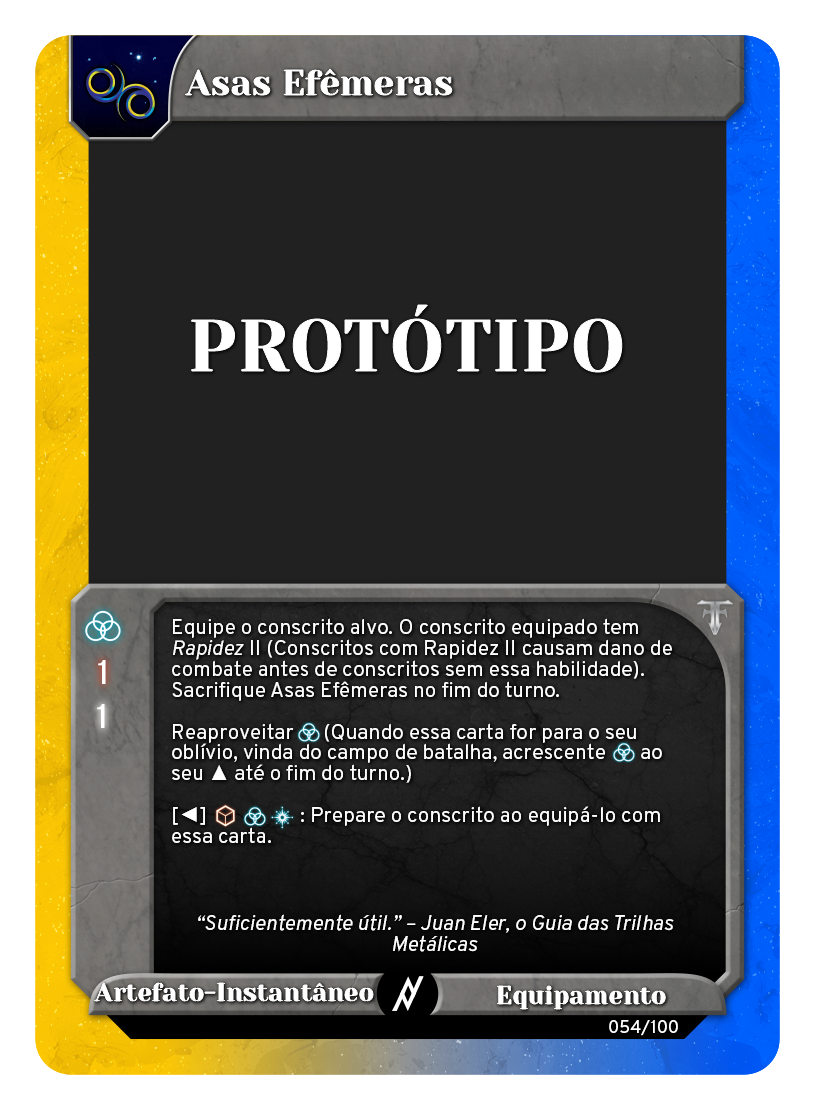 Asas Efêmeras
PROTÓTIPO
1
1
Equipe o conscrito alvo. O conscrito equipado tem
Rapidez II (Conscritos com Rapidez II causam dano de
combate antes de conscritos sem essa habilidade).
Sacrifique Asas Efêmeras no fim do turno.
Reaproveitar (Quando essa carta for para o seu
oblívio, vinda do campo de batalha, acrescente ao
seu ▲ até o fim do turno.)
[◀] : Prepare o conscrito ao equipá-lo com
essa carta.
“Suficientemente útil.” – Juan Eler, o Guia das Trilhas
Metálicas
Artefato-Instantâneo
Equipamento
054/100